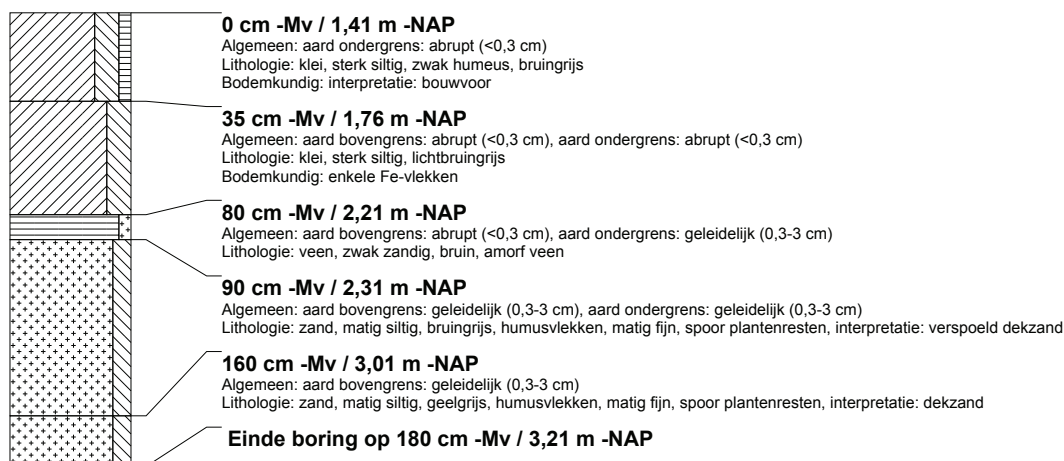 0 cm -Mv / 1,41 m -NAP
Algemeen: aard ondergrens: abrupt (<0,3 cm)
Lithologie: klei, sterk siltig, zwak humeus, bruingrijs
Bodemkundig: interpretatie: bouwvoor
35 cm -Mv / 1,76 m -NAP
Algemeen: aard bovengrens: abrupt (<0,3 cm), aard ondergrens: abrupt (<0,3 cm)
Lithologie: klei, sterk siltig, lichtbruingrijs
Bodemkundig: enkele Fe-vlekken
80 cm -Mv / 2,21 m -NAP
Algemeen: aard bovengrens: abrupt (<0,3 cm), aard ondergrens: geleidelijk (0,3-3 cm)
Lithologie: veen, zwak zandig, bruin, amorf veen
90 cm -Mv / 2,31 m -NAP
Algemeen: aard bovengrens: geleidelijk (0,3-3 cm), aard ondergrens: geleidelijk (0,3-3 cm)
Lithologie: zand, matig siltig, bruingrijs, humusvlekken, matig fijn, spoor plantenresten, interpretatie: verspoeld dekzand
160 cm -Mv / 3,01 m -NAP
Algemeen: aard bovengrens: geleidelijk (0,3-3 cm)
Lithologie: zand, matig siltig, geelgrijs, humusvlekken, matig fijn, spoor plantenresten, interpretatie: dekzand
Einde boring op 180 cm -Mv / 3,21 m -NAP